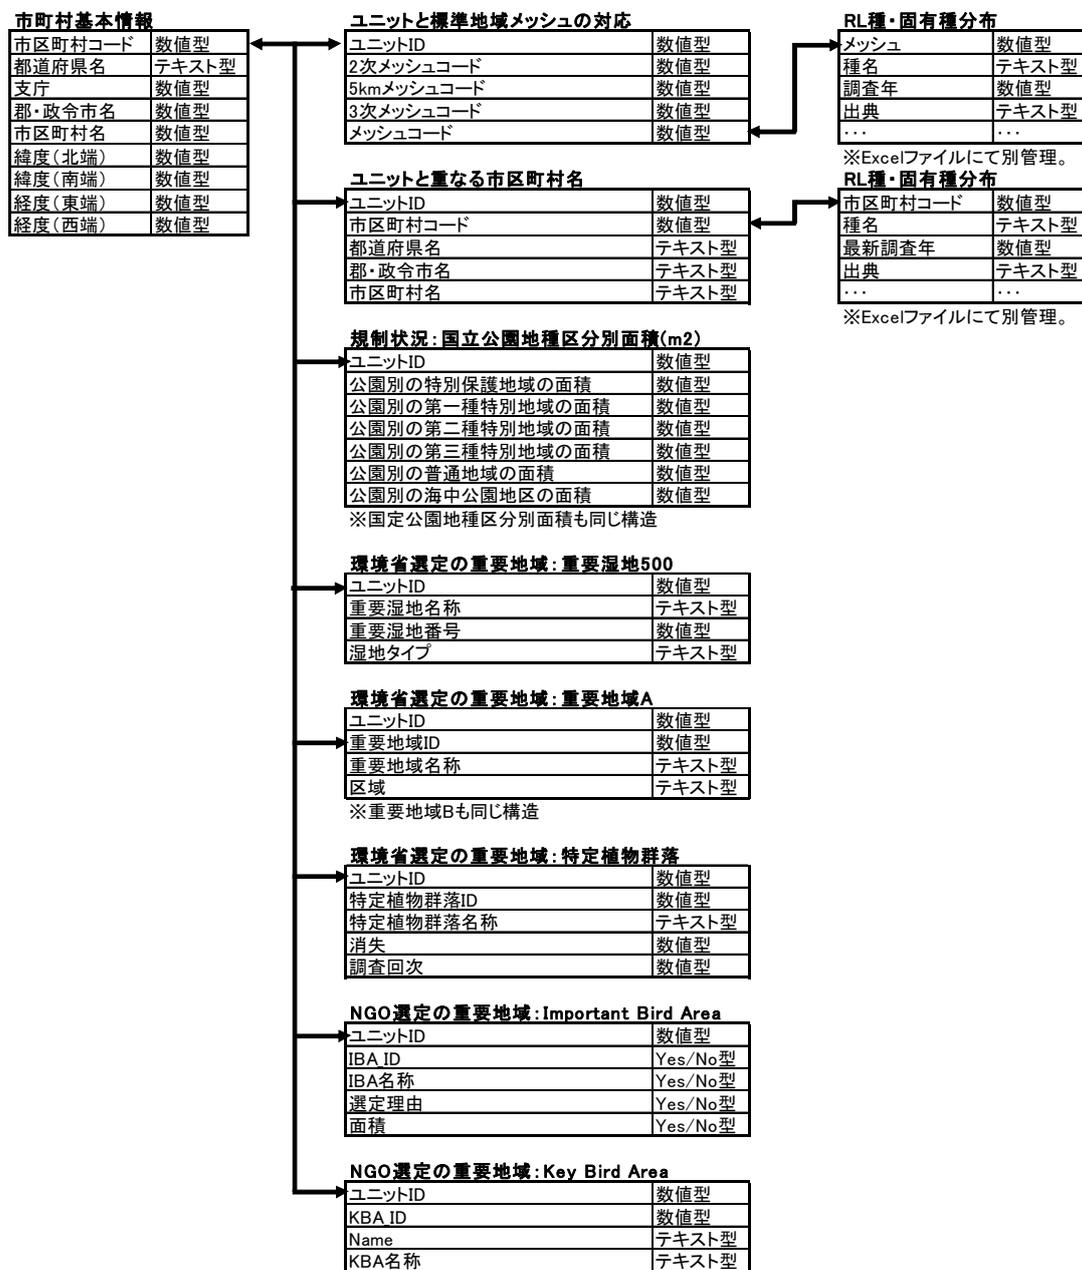 市町村基本情報
市区町村コード 数値型
都道府県名 テキスト型
支庁 数値型
郡・政令市名 数値型
市区町村名 数値型
緯度(北端) 数値型
緯度(南端) 数値型
経度(東端) 数値型
経度(西端) 数値型
ユニットと標準地域メッシュの対応
ユニットID 数値型
2次メッシュコード 数値型
5kmメッシュコード 数値型
3次メッシュコード 数値型
メッシュコード 数値型
RL種・固有種分布
メッシュ 数値型
種名 テキスト型
調査年 数値型
出典 テキスト型
・・・ ・・・
※Excelファイルにて別管理。
ユニットと重なる市区町村名
ユニットID 数値型
市区町村コード 数値型
都道府県名 テキスト型
郡・政令市名 テキスト型
市区町村名 テキスト型
RL種・固有種分布
市区町村コード 数値型
種名 テキスト型
最新調査年 数値型
出典 テキスト型
・・・ ・・・
※Excelファイルにて別管理。
規制状況:国立公園地種区分別面積(m2)
ユニットID 数値型
公園別の特別保護地域の面積 数値型
公園別の第一種特別地域の面積 数値型
公園別の第二種特別地域の面積 数値型
公園別の第三種特別地域の面積 数値型
公園別の普通地域の面積 数値型
公園別の海中公園地区の面積 数値型
※国定公園地種区分別面積も同じ構造
環境省選定の重要地域:重要湿地500
ユニットID 数値型
重要湿地名称 テキスト型
重要湿地番号 数値型
湿地タイプ テキスト型
環境省選定の重要地域:重要地域A
ユニットID 数値型
重要地域ID 数値型
重要地域名称 テキスト型
区域 テキスト型
※重要地域Bも同じ構造
環境省選定の重要地域:特定植物群落
ユニットID 数値型
特定植物群落ID 数値型
特定植物群落名称 テキスト型
消失 数値型
調査回次 数値型
NGO選定の重要地域:Important Bird Area
ユニットID 数値型
IBA_ID Yes/No型
IBA名称 Yes/No型
選定理由 Yes/No型
面積 Yes/No型
NGO選定の重要地域:Key Bird Area
ユニットID 数値型
KBA_ID 数値型
Name テキスト型
KBA名称 テキスト型